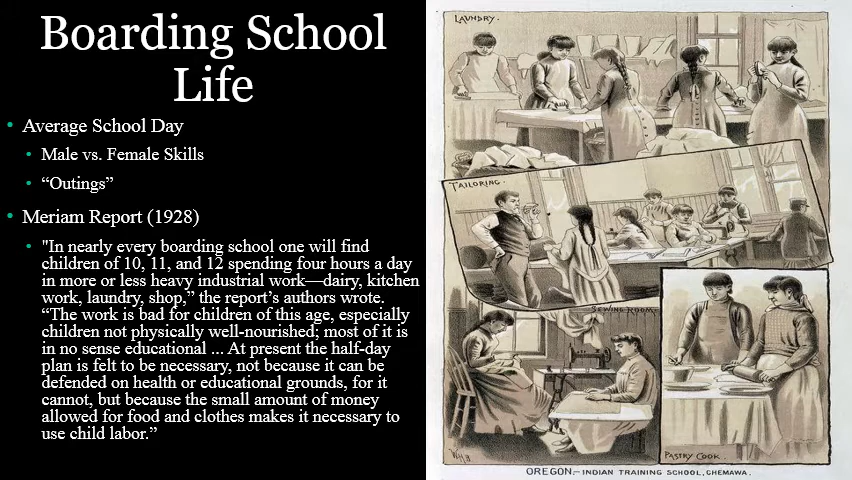 Boarding School
Life
• Average School Day
• Male vs. Female Skills
• “Outings”
• Meriam Report (1928)
• "In nearly every boarding school one will find
children of 10, 11, and 12 spending four hours a day
in more or less heavy industrial work—dairy, kitchen
work, laundry, shop,” the report’s authors wrote.
“The work is bad for children of this age, especially
children not physically well-nourished; most of it is
in no sense educational ... At present the half-day
plan is felt to be necessary, not because it can be
defended on health or educational grounds, for it
cannot, but because the small amount of money
allowed for food and clothes makes it necessary to
use child labor.”
LAUNDRY.
TAILORING.
SEWING ROOM.
PASTRY COOK.
OREGON.—INDIAN TRAINING SCHOOL, CHEMAWA.